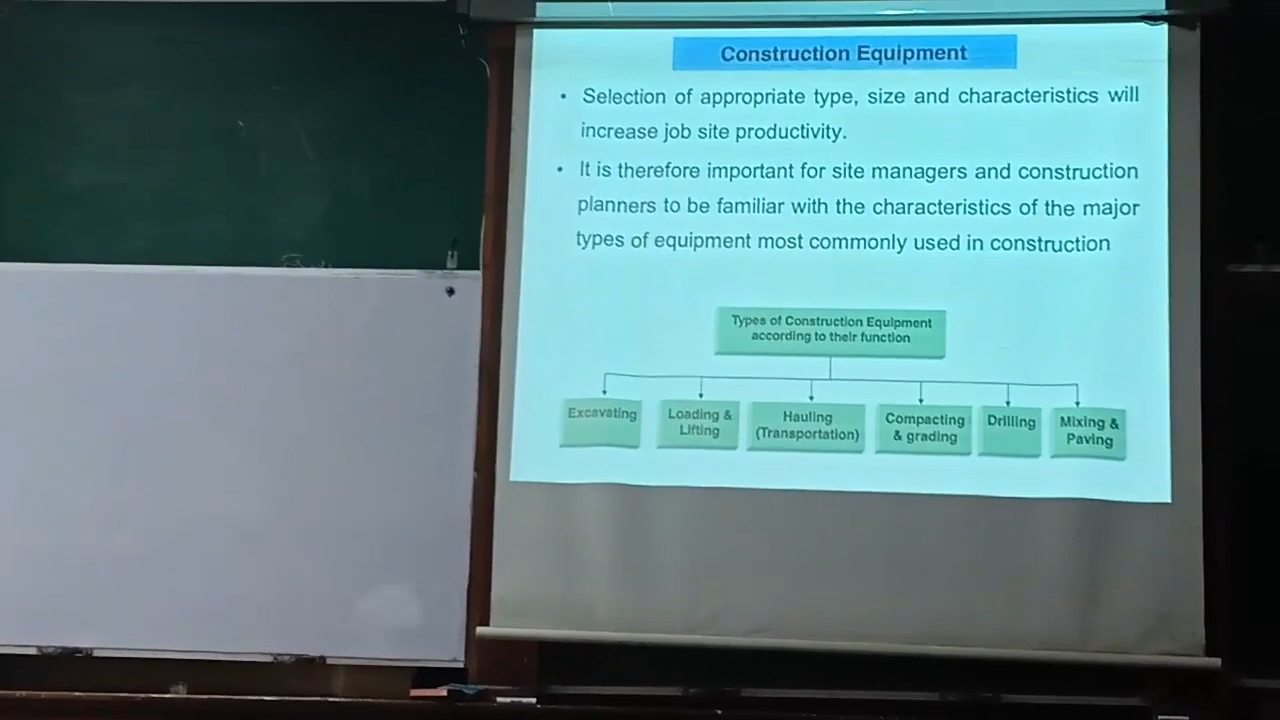 Construction Equipment
• Selection of appropriate type, size and characteristics will
increase job site productivity.
• It is therefore important for site managers and construction
planners to be familiar with the characteristics of the major
types of equipment most commonly used in construction
Types of Construction Equipment
according to their function
Excavating
Loading &
Lifting
Hauling
(Transportation)
Compacting
& grading
Drilling
Mixing &
Paving